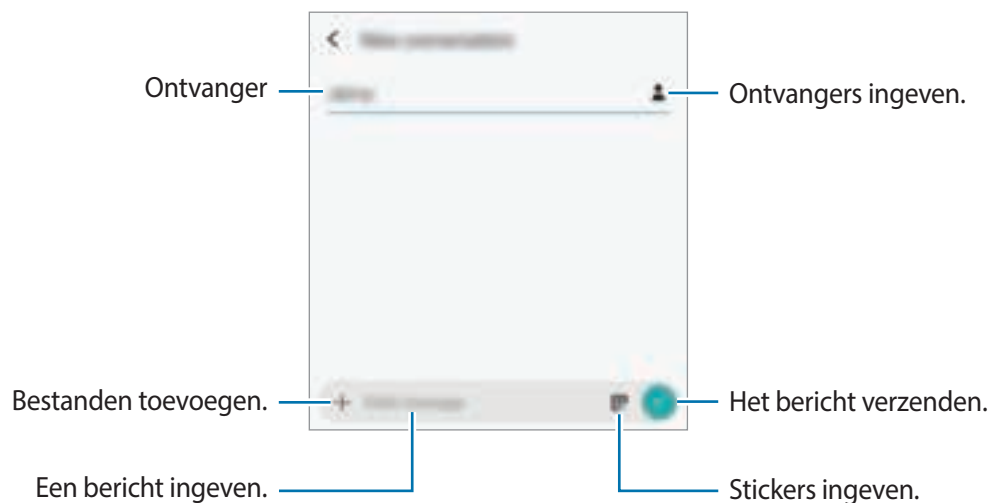 Ontvanger
Ontvangers ingeven.
Bestanden toevoegen.
Het bericht verzenden.
Een bericht ingeven.
Stickers ingeven.